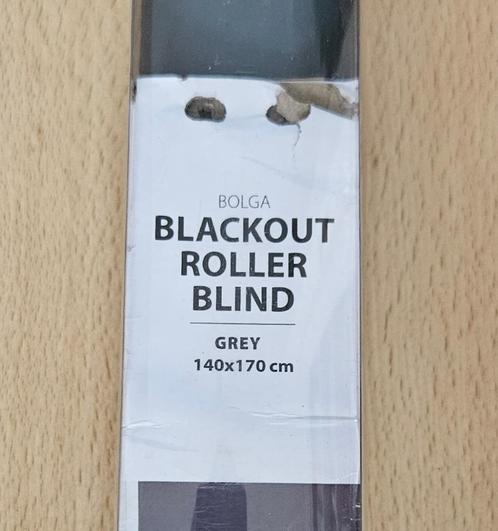 BOLGA
BLACKOUT
ROLLER
BLIND
GREY
140x170 cm